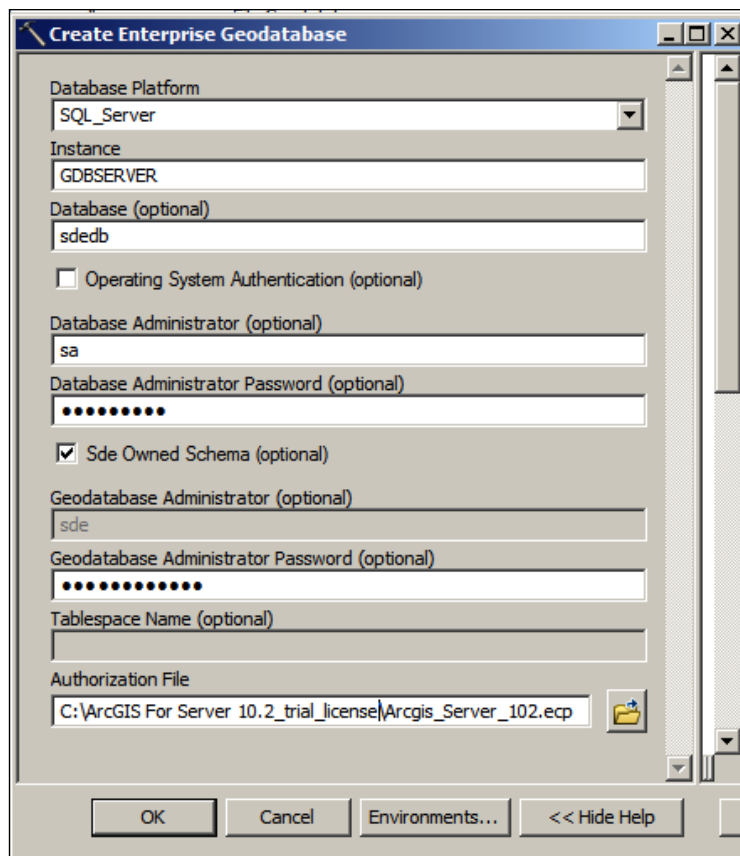 Create Enterprise Geodatabase
Database Platform
SQL_Server
Instance
GDBSERVER
Database (optional)
sdedb
Operating System Authentication (optional)
Database Administrator (optional)
sa
Database Administrator Password (optional)
●●●●●●●●●
Sde Owned Schema (optional)
Geodatabase Administrator (optional)
sde
Geodatabase Administrator Password (optional)
●●●●●●●●●●●●
Tablespace Name (optional)
Authorization File
C:\ArcGIS For Server 10.2_trial_license\Arcgis_Server_102.ecp
OK Cancel Environments... << Hide Help